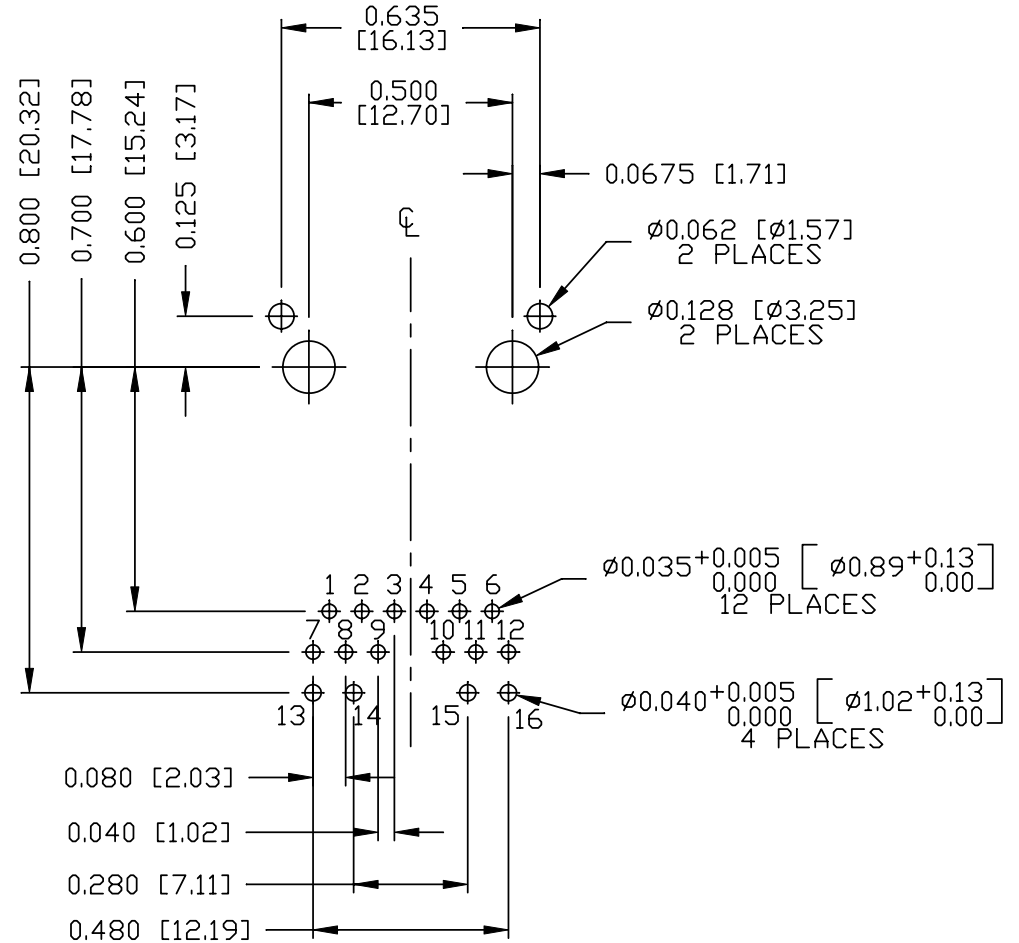 0.635
[16.13]
0.500
[12.70]
0.800 [20.32]
0.700 [17.78]
0.600 [15.24]
0.125 [3.17]
0.0675 [1.71]
℄
ø0.062 [ø1.57]
2 PLACES
ø0.128 [ø3.25]
2 PLACES
1 2 3 4 5 6
ø0.035+0.005 [ø0.89+0.13]
0.000 0.00
12 PLACES
7 8 9 10 11 12
13 14 15 16
ø0.040+0.005 [ø1.02+0.13]
0.000 0.00
4 PLACES
0.080 [2.03]
0.040 [1.02]
0.280 [7.11]
0.480 [12.19]